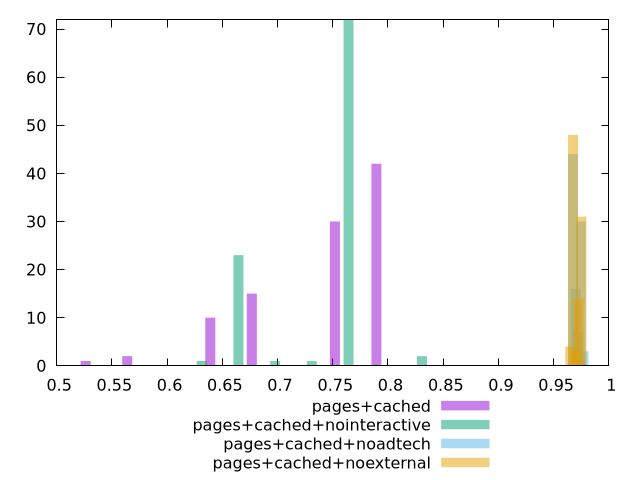 70
60
50
40
30
20
10
0
0.5 0.55 0.6 0.65 0.7 0.75 0.8 0.85 0.9 0.95 1
pages+cached
pages+cached+nointeractive
pages+cached+noadtech
pages+cached+noexternal